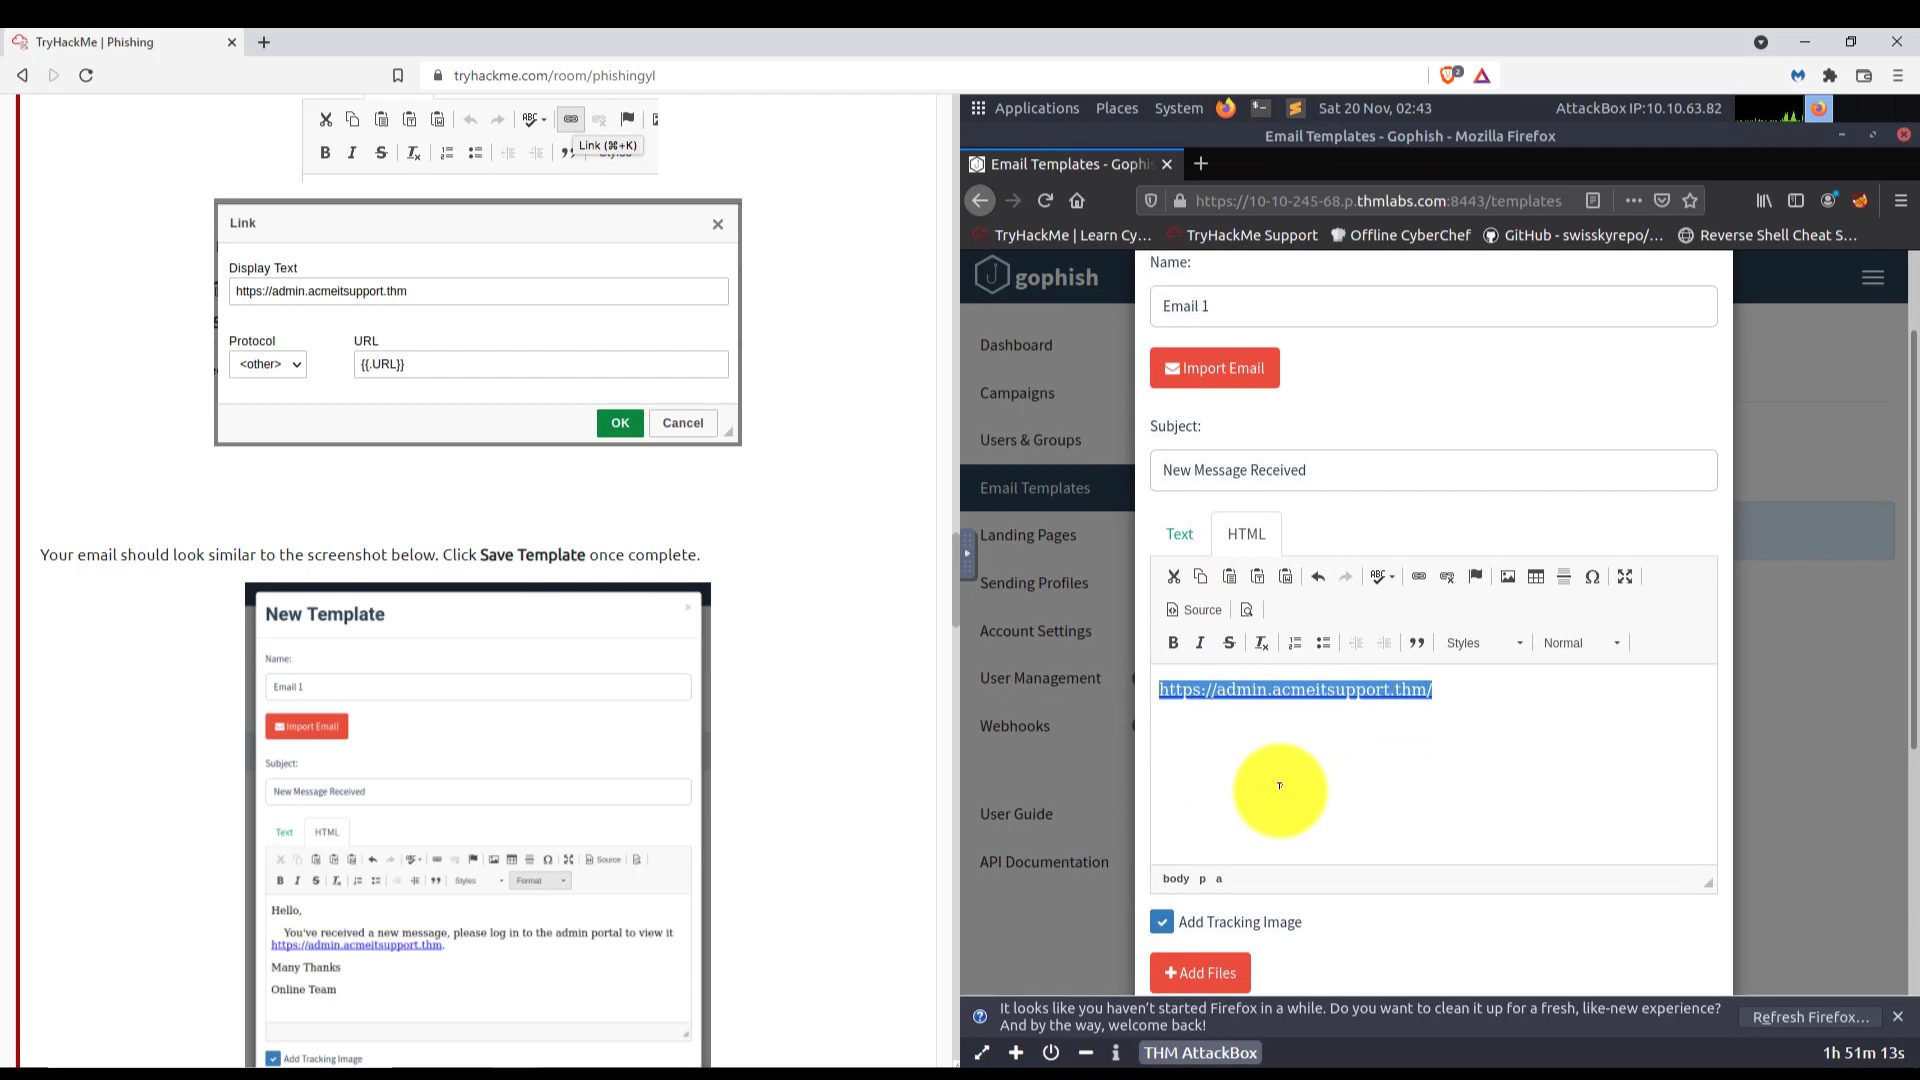 TryHackMe | Phishing
tryhackme.com/room/phishingyl
2
ABC
Link (⌘+K)
B I S
Link
Display Text
https://admin.acmeitsupport.thm
Protocol URL
<other> {{.URL}}
OK Cancel
Your email should look similar to the screenshot below. Click Save Template once complete.
New Template
Name:
Email 1
Import Email
Subject:
New Message Received
Text HTML
Source
B I S Styles Format
Hello,
You've received a new message, please log in to the admin portal to view it
https://admin.acmeitsupport.thm.
Many Thanks
Online Team
Add Tracking Image
Applications Places System Sat 20 Nov, 02:43 AttackBox IP:10.10.63.82
Email Templates - Gophish - Mozilla Firefox
Email Templates - Gophis
https://10-10-245-68.p.thmlabs.com:8443/templates
TryHackMe | Learn Cy… TryHackMe Support Offline CyberChef GitHub - swisskyrepo/… Reverse Shell Cheat S…
gophish
Dashboard
Campaigns
Users & Groups
Email Templates
Landing Pages
Sending Profiles
Account Settings
User Management
Webhooks
User Guide
API Documentation
Name:
Email 1
Import Email
Subject:
New Message Received
Text HTML
ABC
Source
B I S Styles Normal
https://admin.acmeitsupport.thm/
body p a
Add Tracking Image
Add Files
It looks like you haven’t started Firefox in a while. Do you want to clean it up for a fresh, like-new experience?
And by the way, welcome back!
Refresh Firefox…
THM AttackBox
1h 51m 13s